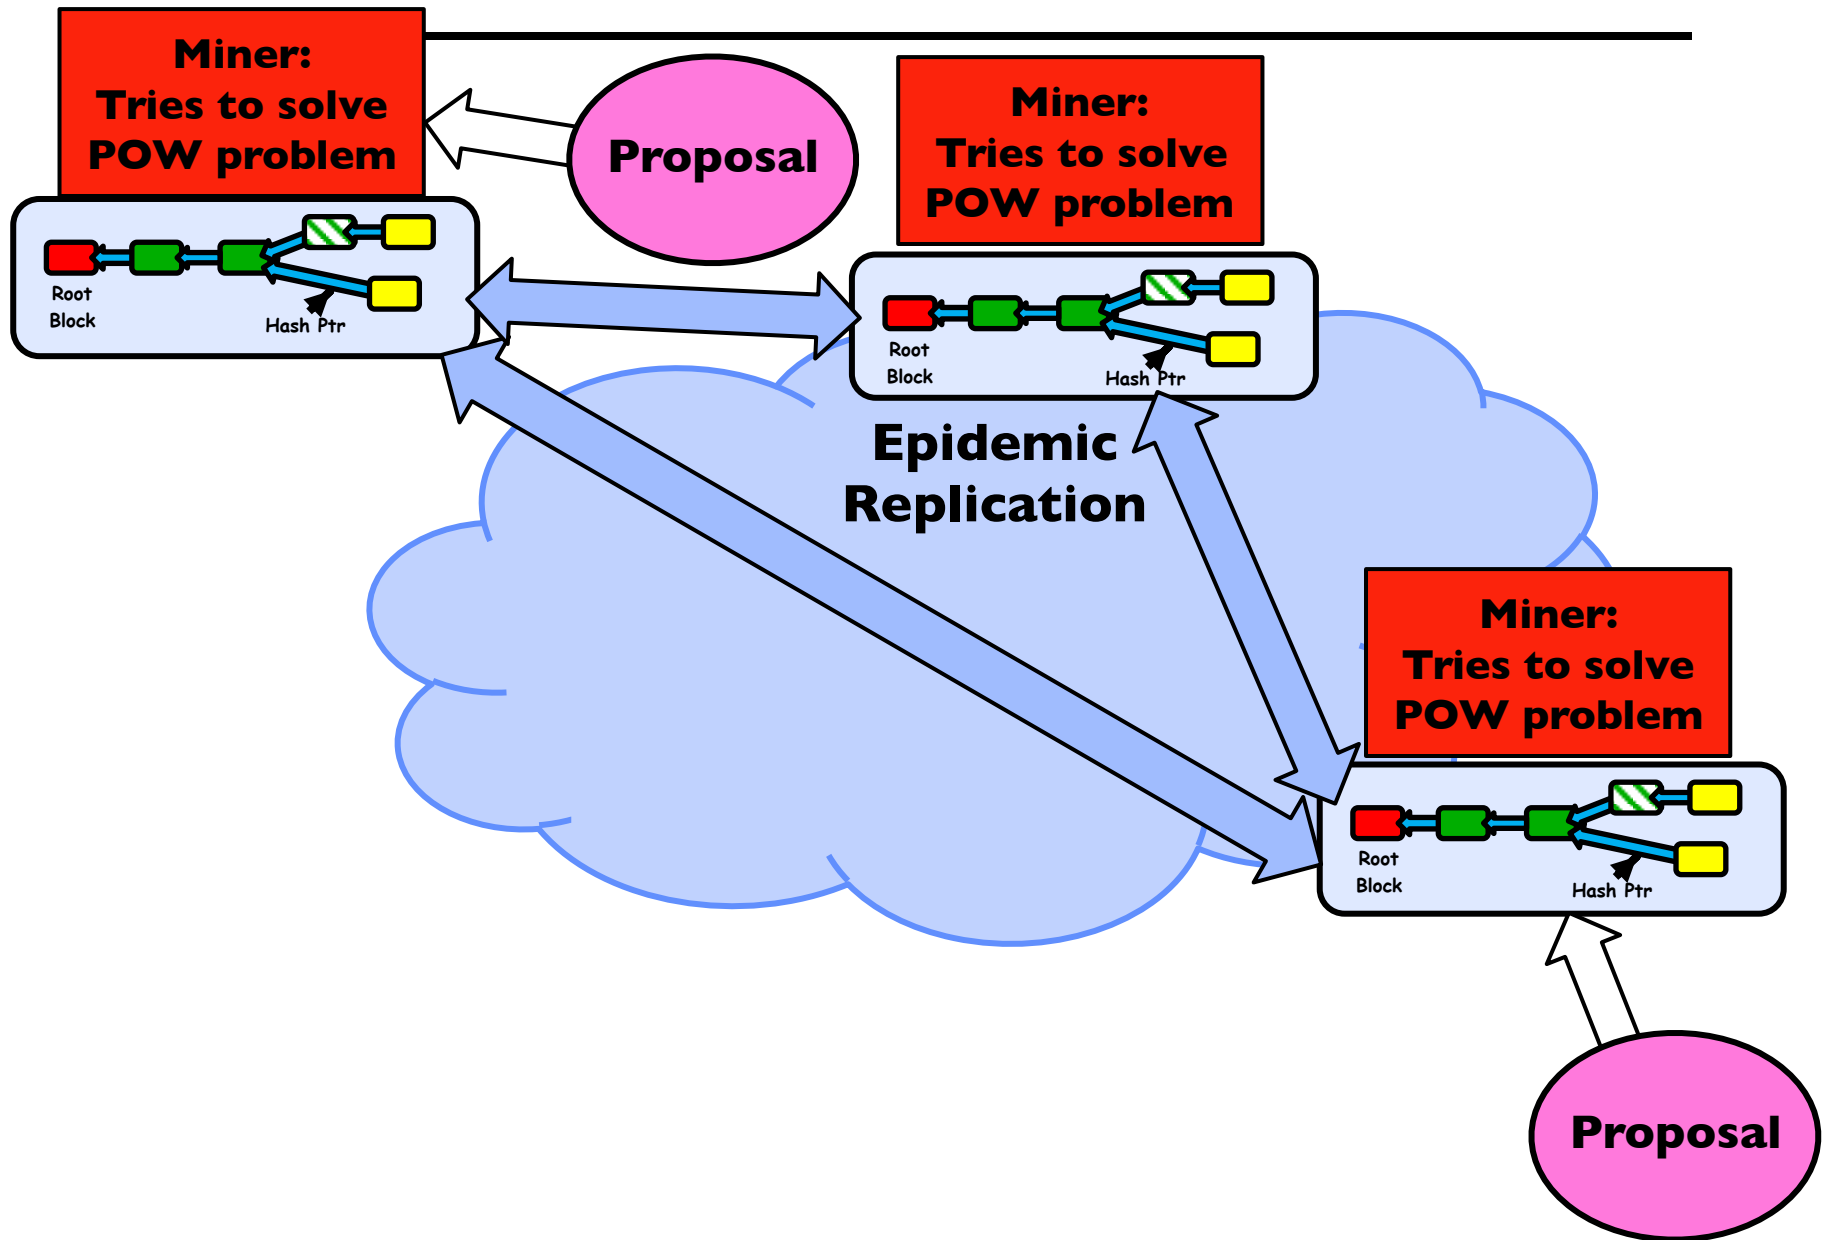 Miner:
Tries to solve
POW problem
Proposal
Miner:
Tries to solve
POW problem
Root
Block
Hash Ptr
Root
Block
Hash Ptr
Epidemic
Replication
Miner:
Tries to solve
POW problem
Root
Block
Hash Ptr
Proposal